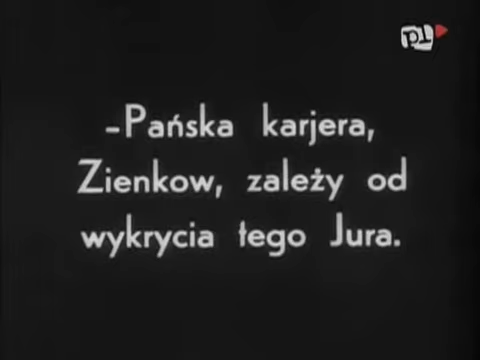 -Pańska karjera,
Zienkow, zależy od
wykrycia tego Jura.